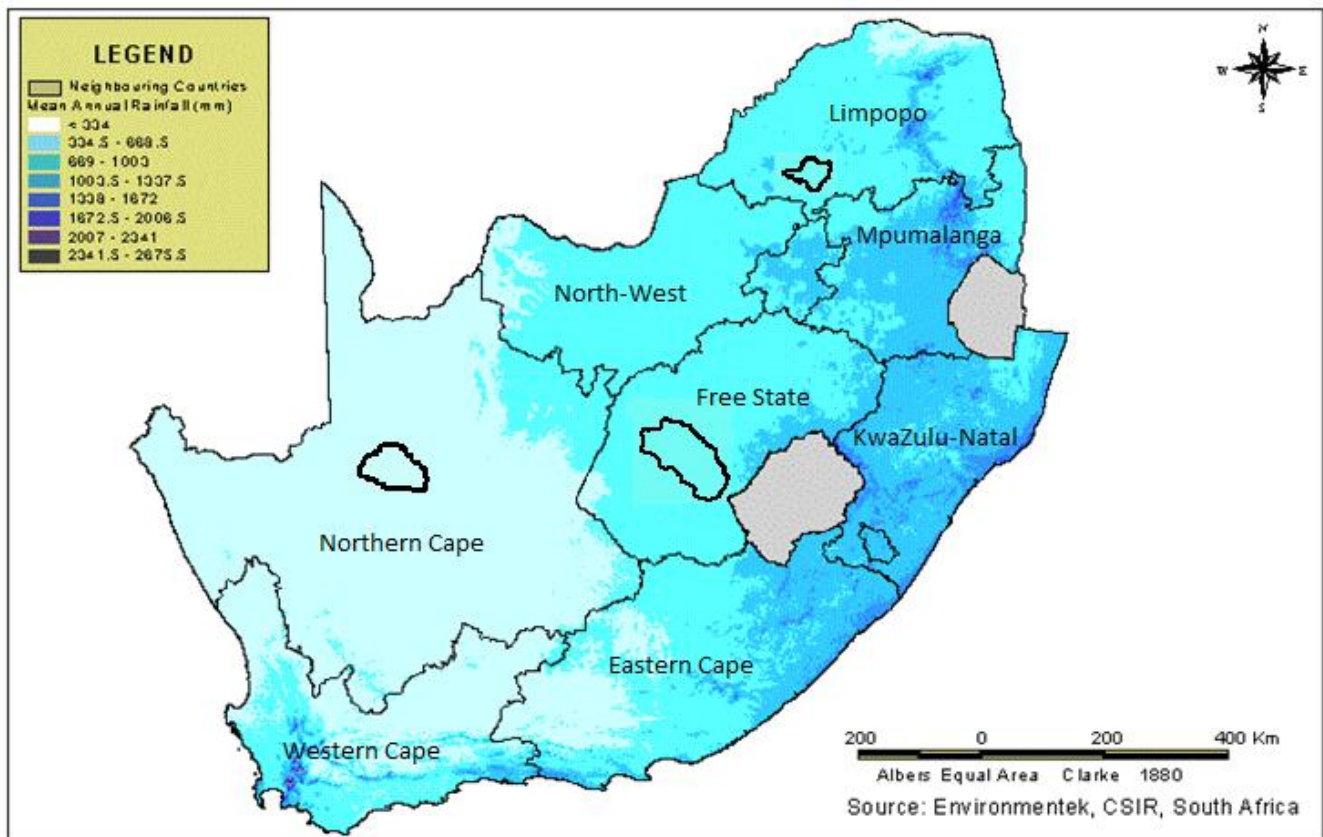 LEGEND
Neighbouring Countries
Mean Annual Rainfall (mm)
< 334
334.5 - 668.5
669 - 1003
1003.5 - 1337.5
1338 - 1672
1672.5 - 2006.5
2007 - 2341
2341.5 - 2675.5
N
W E
S
Limpopo
Mpumalanga
North-West
Free State
KwaZulu-Natal
Northern Cape
Eastern Cape
Western Cape
200 0 200 400 Km
Albers Equal Area Clarke 1880
Source: Environmentek, CSIR, South Africa